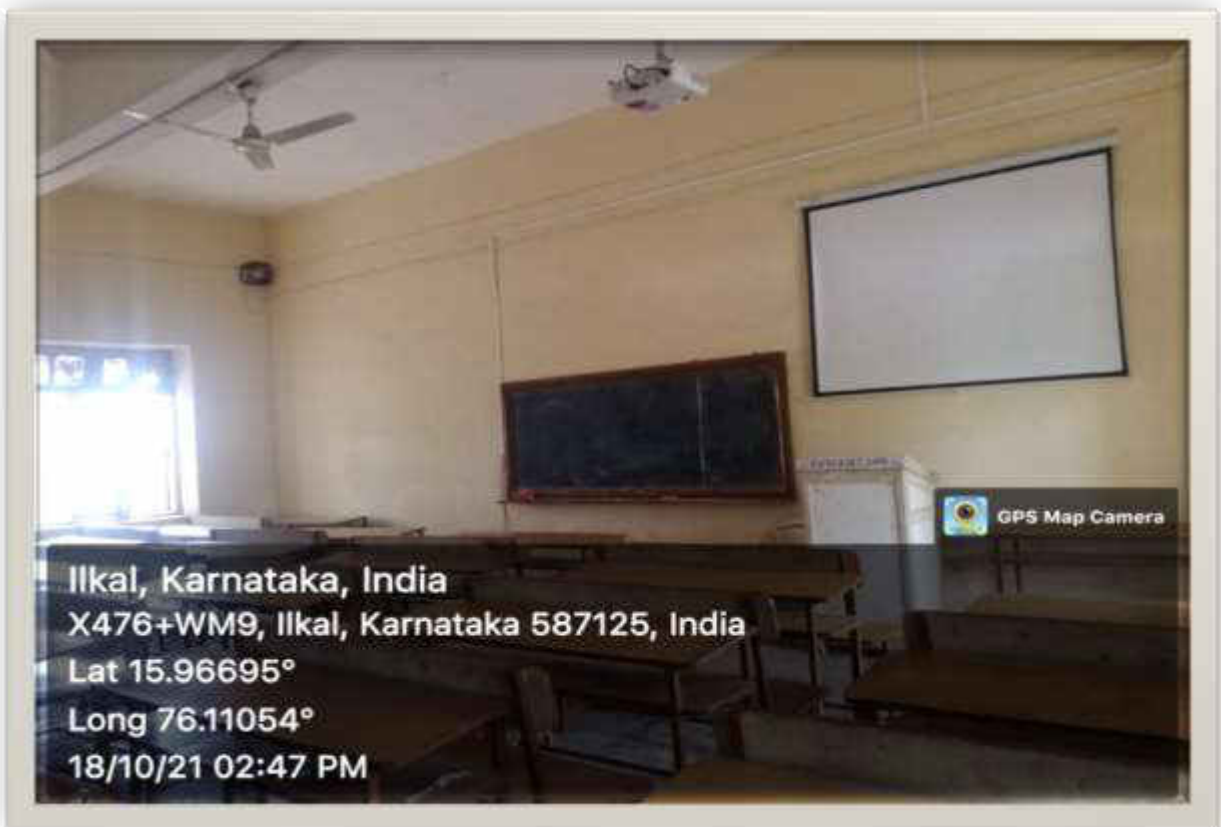 GPS Map Camera
Ilkal, Karnataka, India
X476+WM9, Ilkal, Karnataka 587125, India
Lat 15.96695°
Long 76.11054°
18/10/21 02:47 PM